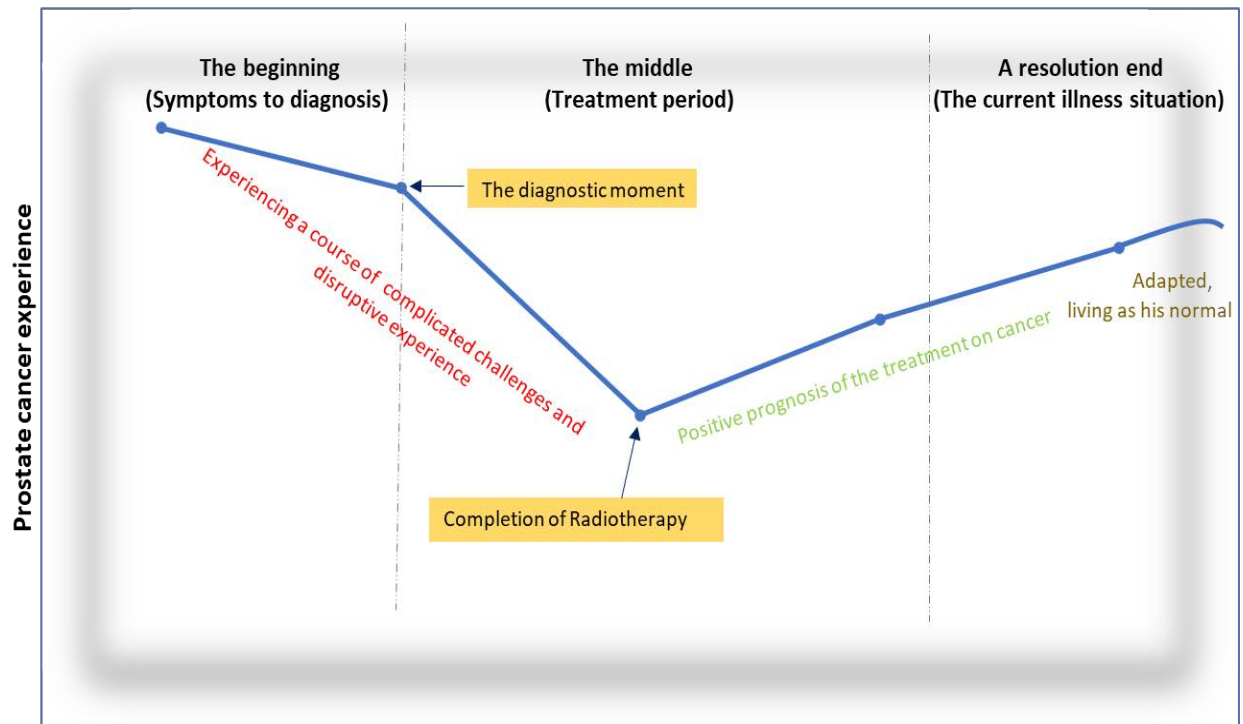 The beginning
(Symptoms to diagnosis)
The middle
(Treatment period)
A resolution end
(The current illness situation)
Prostate cancer experience
The diagnostic moment
Experiencing a course of complicated challenges and
disruptive experience
Completion of Radiotherapy
Positive prognosis of the treatment on cancer
Adapted,
living as his normal